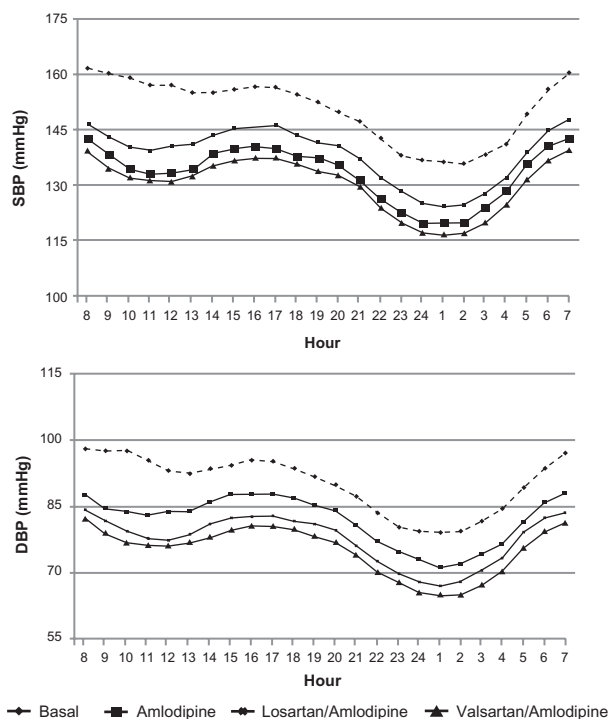 175
160
145
130
115
100
SBP (mmHg)
8 9 10 11 12 13 14 15 16 17 18 19 20 21 22 23 24 1 2 3 4 5 6 7
Hour
115
100
85
70
55
DBP (mmHg)
8 9 10 11 12 13 14 15 16 17 18 19 20 21 22 23 24 1 2 3 4 5 6 7
Hour
Basal Amlodipine Losartan/Amlodipine Valsartan/Amlodipine